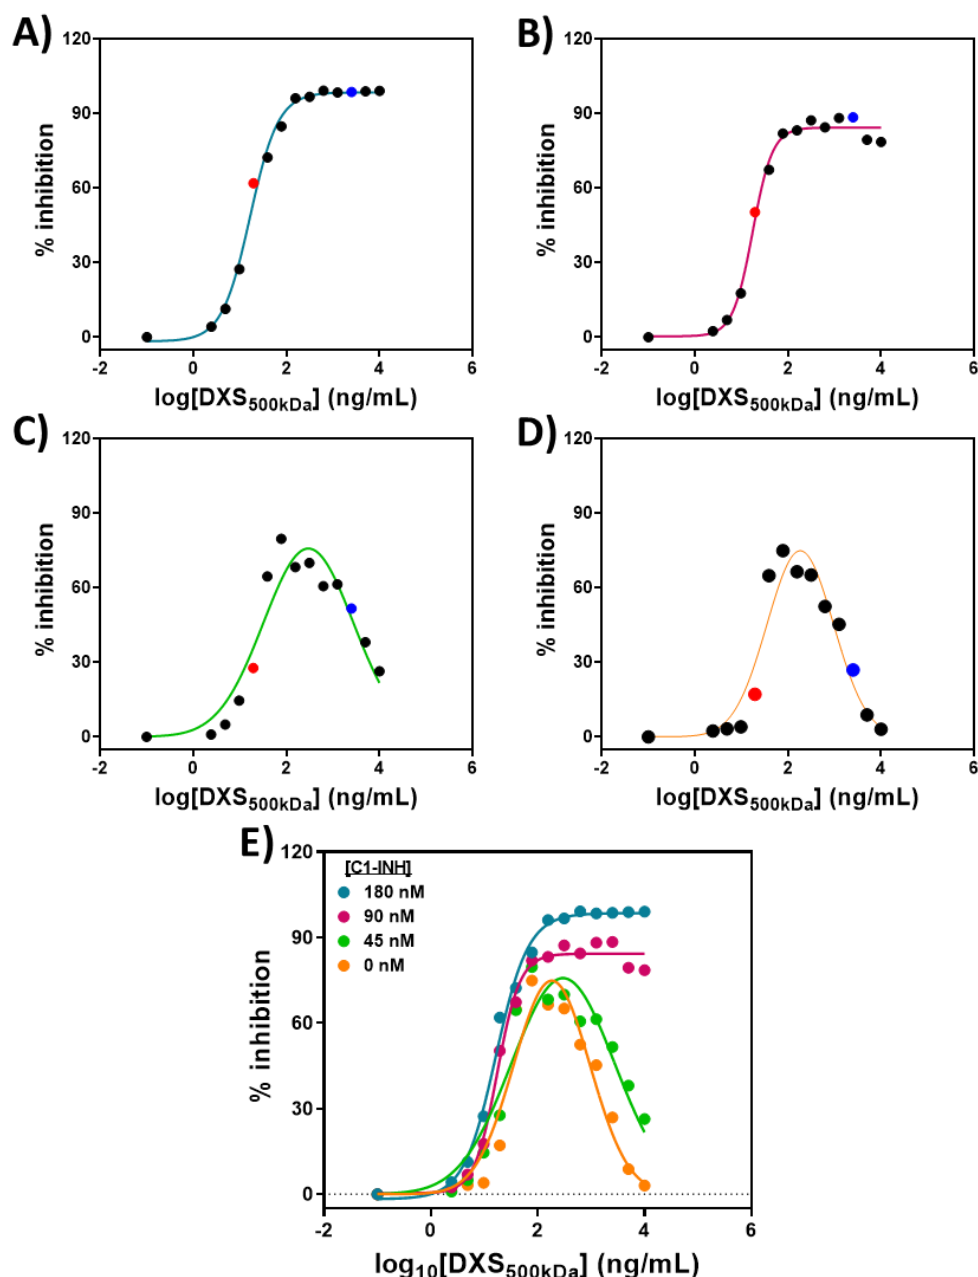 A)
120
90
60
30
0
% inhibition
-2 0 2 4 6
log[DXS500kDa] (ng/mL)
B)
120
90
60
30
0
% inhibition
-2 0 2 4 6
log[DXS500kDa] (ng/mL)
C)
120
90
60
30
0
% inhibition
-2 0 2 4 6
log[DXS500kDa] (ng/mL)
D)
120
90
60
30
0
% inhibition
-2 0 2 4 6
log[DXS500kDa] (ng/mL)
E)
120
90
60
30
0
% inhibition
[C1-INH]
180 nM
90 nM
45 nM
0 nM
-2 0 2 4 6
log10[DXS500kDa] (ng/mL)